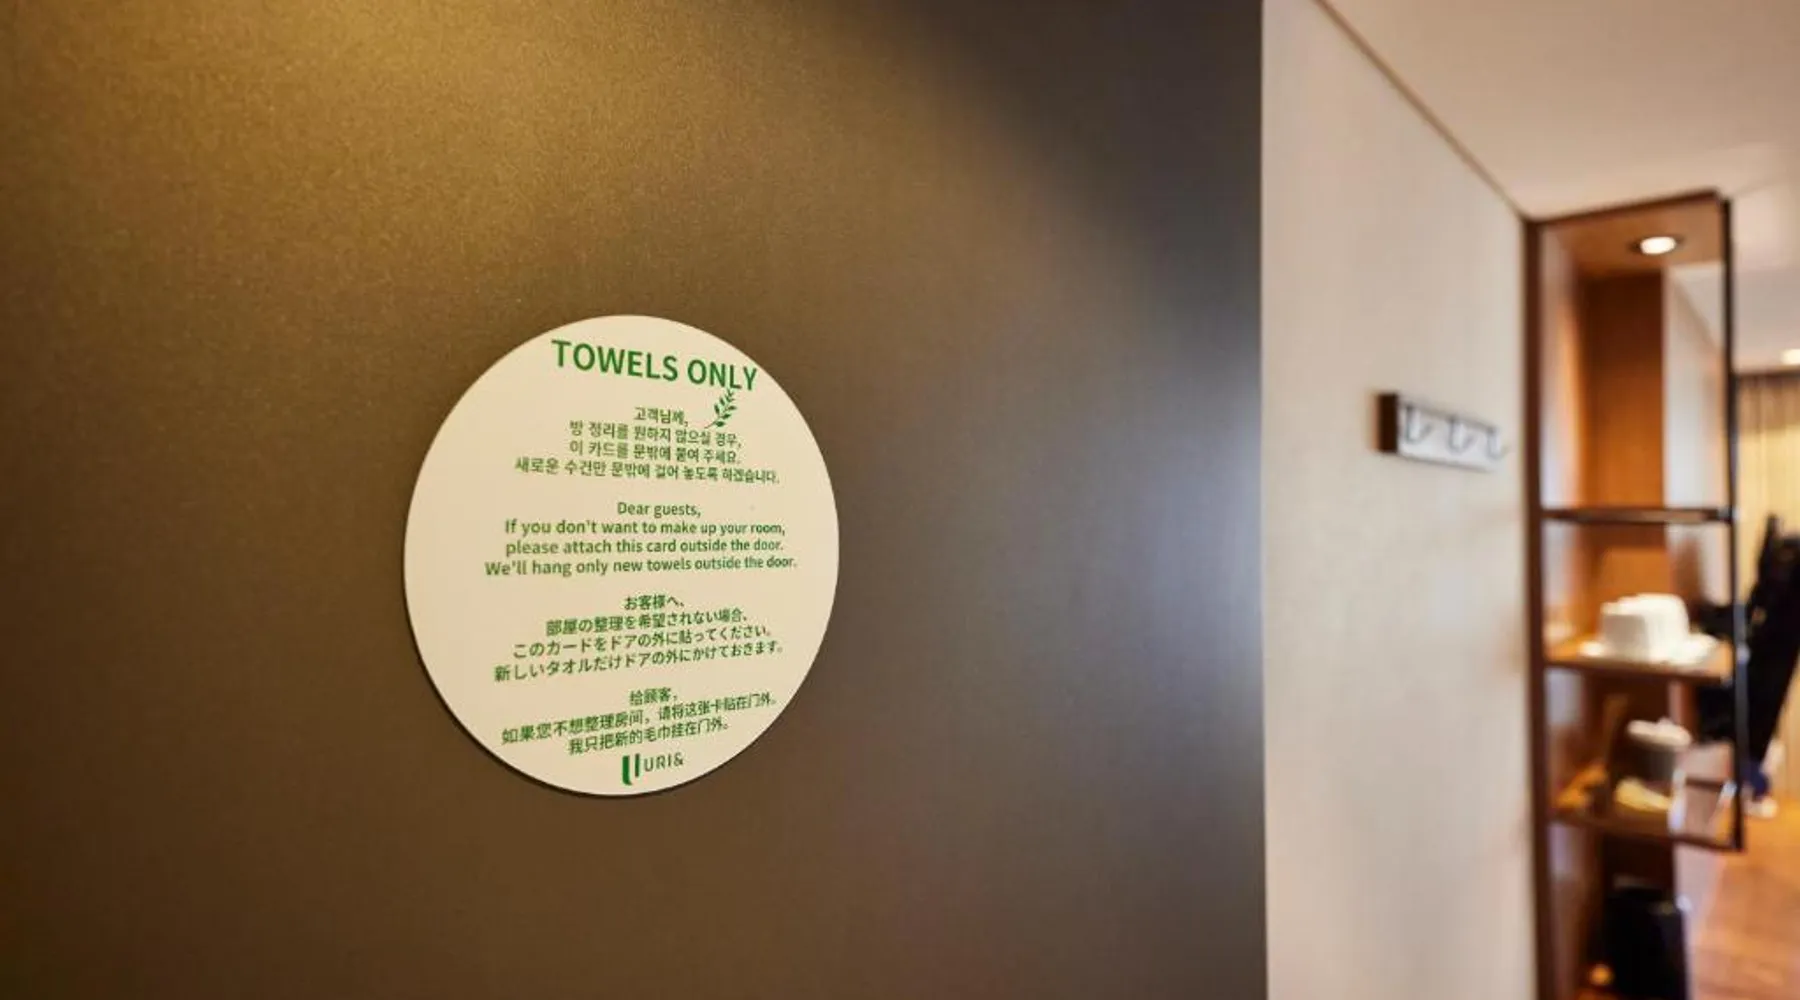 TOWELS ONLY
고객님께,
방 정리를 원하지 않으실 경우,
이 카드를 문밖에 붙여 주세요.
새로운 수건만 문밖에 걸어 놓도록 하겠습니다.
Dear guests,
If you don't want to make up your room,
please attach this card outside the door.
We'll hang only new towels outside the door.
お客様へ、
部屋の整理を希望されない場合、
このカードをドアの外に貼ってください。
新しいタオルだけドアの外にかけておきます。
给顾客，
如果您不想整理房间，请将这张卡贴在门外。
我只把新的毛巾挂在门外。
URI&